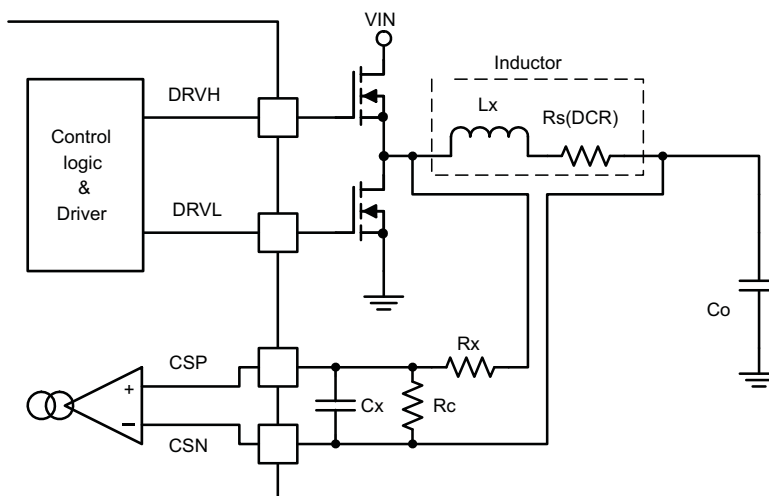 VIN
Inductor
DRVH
Lx
Rs(DCR)
Control
logic
&
Driver
DRVL
Co
CSP
Rx
+
Cx
Rc
−
CSN